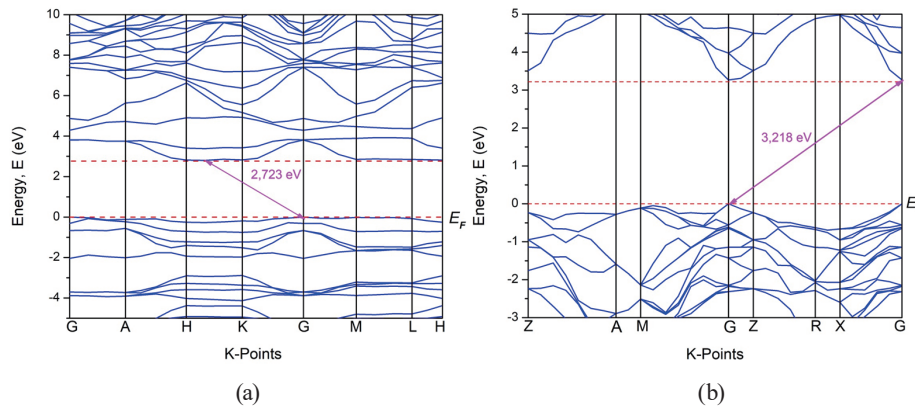 10
8
6
4
2
0
-2
-4
Energy, E (eV)
2,723 eV
E_F
G A H K G M L H
K-Points
(a)
5
4
3
2
1
0
-1
-2
-3
Energy, E (eV)
3,218 eV
E
Z A M G Z R X G
K-Points
(b)